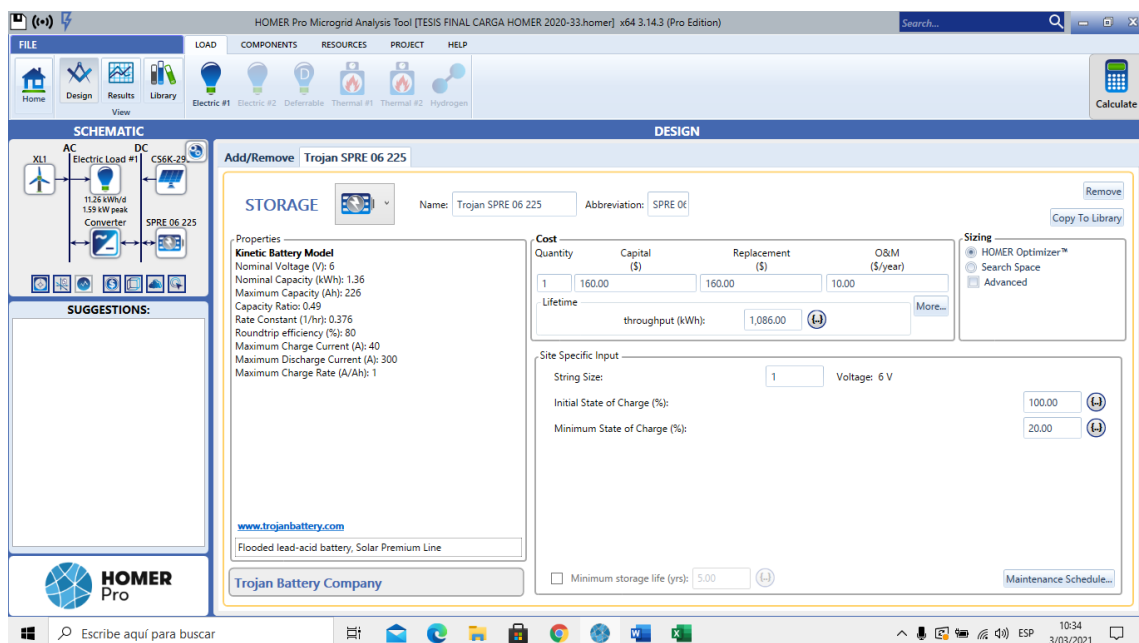 HOMER Pro Microgrid Analysis Tool [TESIS FINAL CARGA HOMER 2020-33.homer] x64 3.14.3 (Pro Edition)
Search...
FILE
LOAD COMPONENTS RESOURCES PROJECT HELP
Home
Design Results Library
View
Electric #1 Electric #2 Deferrable Thermal #1 Thermal #2 Hydrogen
Calculate
SCHEMATIC
DESIGN
AC DC
XL1 Electric Load #1 CS6K-29
11.26 kWh/d
1.59 kW peak
Converter SPRE 06 225
SUGGESTIONS:
HOMER
Pro
Add/Remove Trojan SPRE 06 225
STORAGE
Name: Trojan SPRE 06 225 Abbreviation: SPRE 06
Remove
Copy To Library
Properties
Kinetic Battery Model
Nominal Voltage (V): 6
Nominal Capacity (kWh): 1.36
Maximum Capacity (Ah): 226
Capacity Ratio: 0.49
Rate Constant (1/hr): 0.376
Roundtrip efficiency (%): 80
Maximum Charge Current (A): 40
Maximum Discharge Current (A): 300
Maximum Charge Rate (A/Ah): 1
www.trojanbattery.com
Flooded lead-acid battery, Solar Premium Line
Trojan Battery Company
Cost
Quantity Capital ($) Replacement ($) O&M ($/year)
1 160.00 160.00 10.00
Lifetime
throughput (kWh): 1,086.00 {..}
More...
Sizing
HOMER Optimizer™
Search Space
Advanced
Site Specific Input
String Size: 1 Voltage: 6 V
Initial State of Charge (%): 100.00 {..}
Minimum State of Charge (%): 20.00 {..}
Minimum storage life (yrs): 5.00 {..}
Maintenance Schedule...
Escribe aquí para buscar
ESP
10:34
3/03/2021